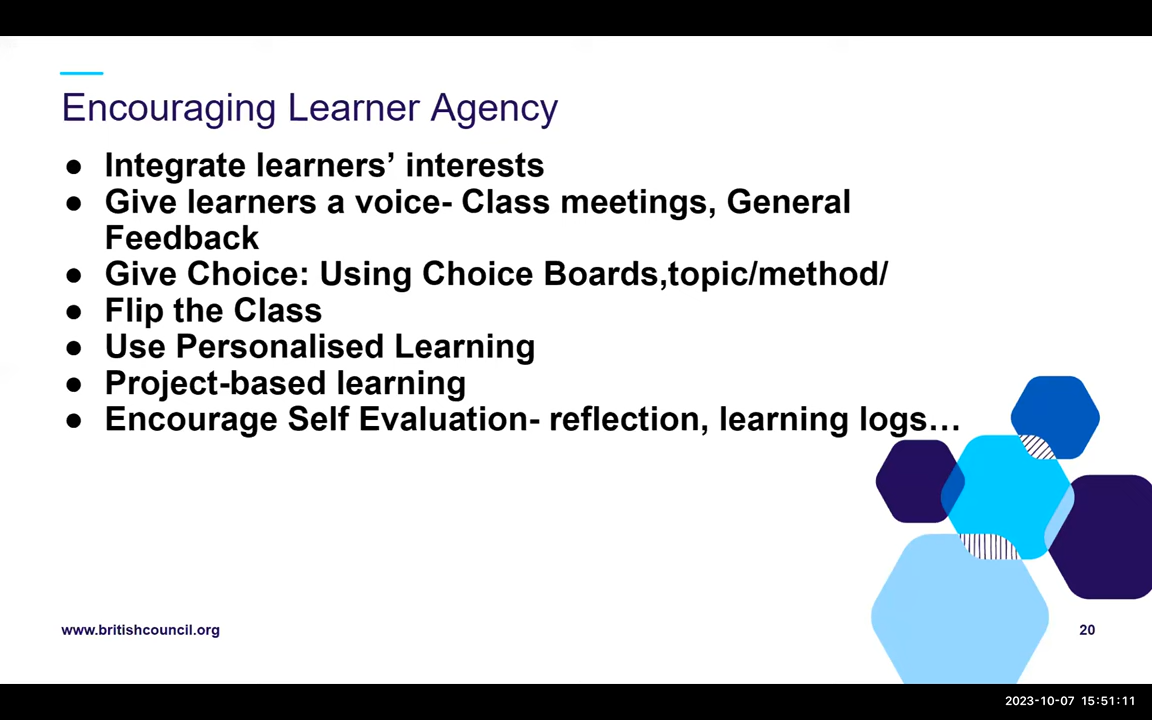 Encouraging Learner Agency
● Integrate learners’ interests
● Give learners a voice- Class meetings, General
Feedback
● Give Choice: Using Choice Boards,topic/method/
● Flip the Class
● Use Personalised Learning
● Project-based learning
● Encourage Self Evaluation- reflection, learning logs…
www.britishcouncil.org
20
2023-10-07 15:51:11